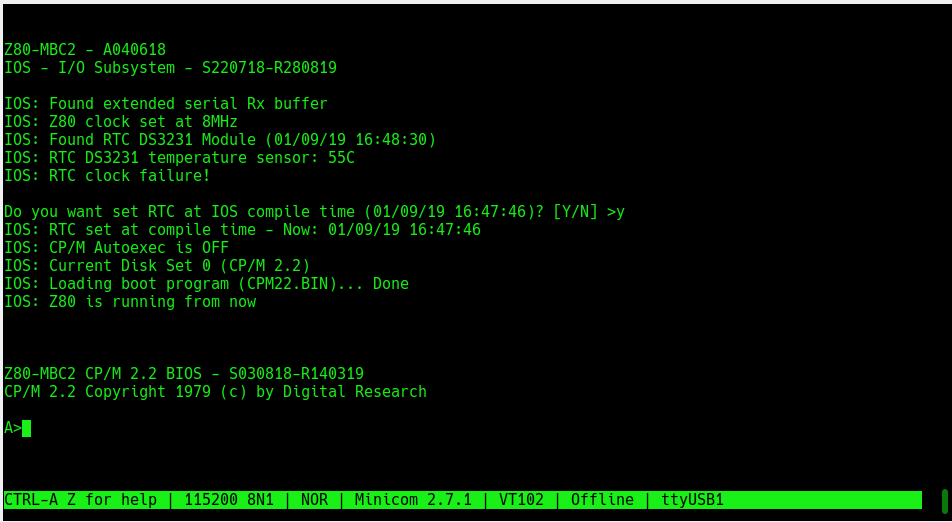 Z80-MBC2 - A040618
IOS - I/O Subsystem - S220718-R280819
IOS: Found extended serial Rx buffer
IOS: Z80 clock set at 8MHz
IOS: Found RTC DS3231 Module (01/09/19 16:48:30)
IOS: RTC DS3231 temperature sensor: 55C
IOS: RTC clock failure!
Do you want set RTC at IOS compile time (01/09/19 16:47:46)? [Y/N] >y
IOS: RTC set at compile time - Now: 01/09/19 16:47:46
IOS: CP/M Autoexec is OFF
IOS: Current Disk Set 0 (CP/M 2.2)
IOS: Loading boot program (CPM22.BIN)... Done
IOS: Z80 is running from now
Z80-MBC2 CP/M 2.2 BIOS - S030818-R140319
CP/M 2.2 Copyright 1979 (c) by Digital Research
A>
CTRL-A Z for help | 115200 8N1 | NOR | Minicom 2.7.1 | VT102 | Offline | ttyUSB1